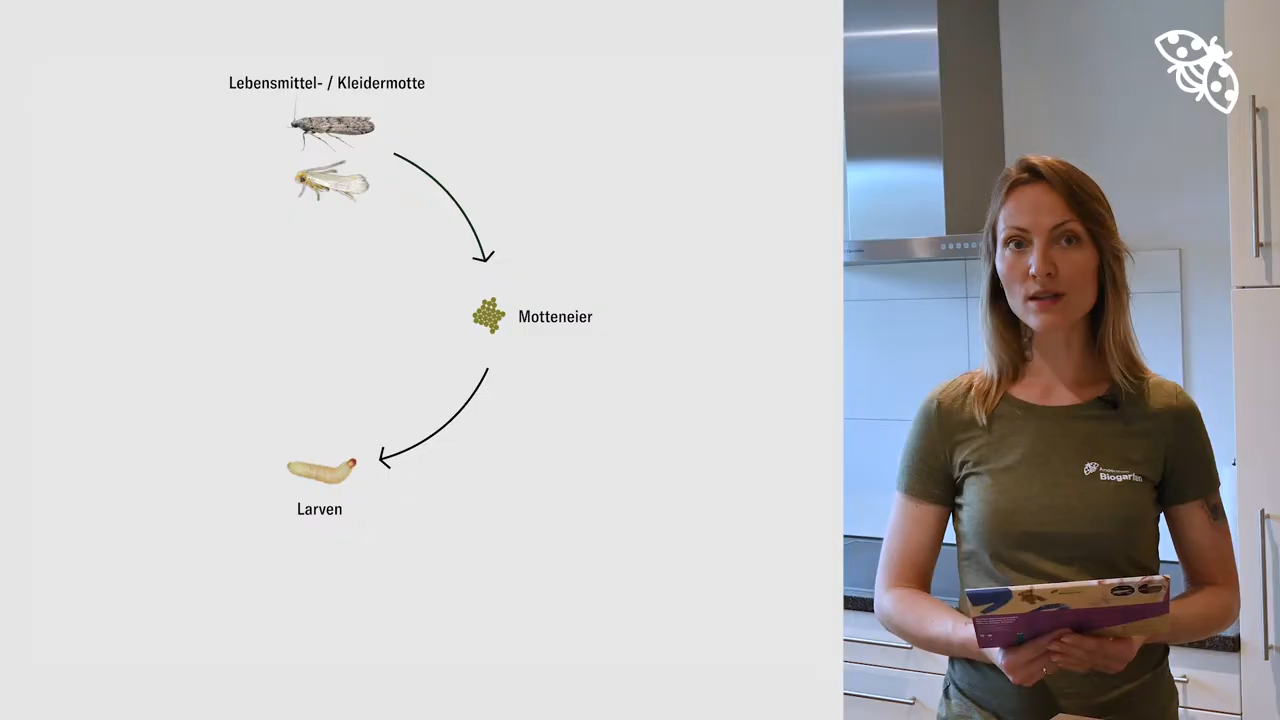 Lebensmittel- / Kleidermotte
Motteneier
Larven
Biogarten